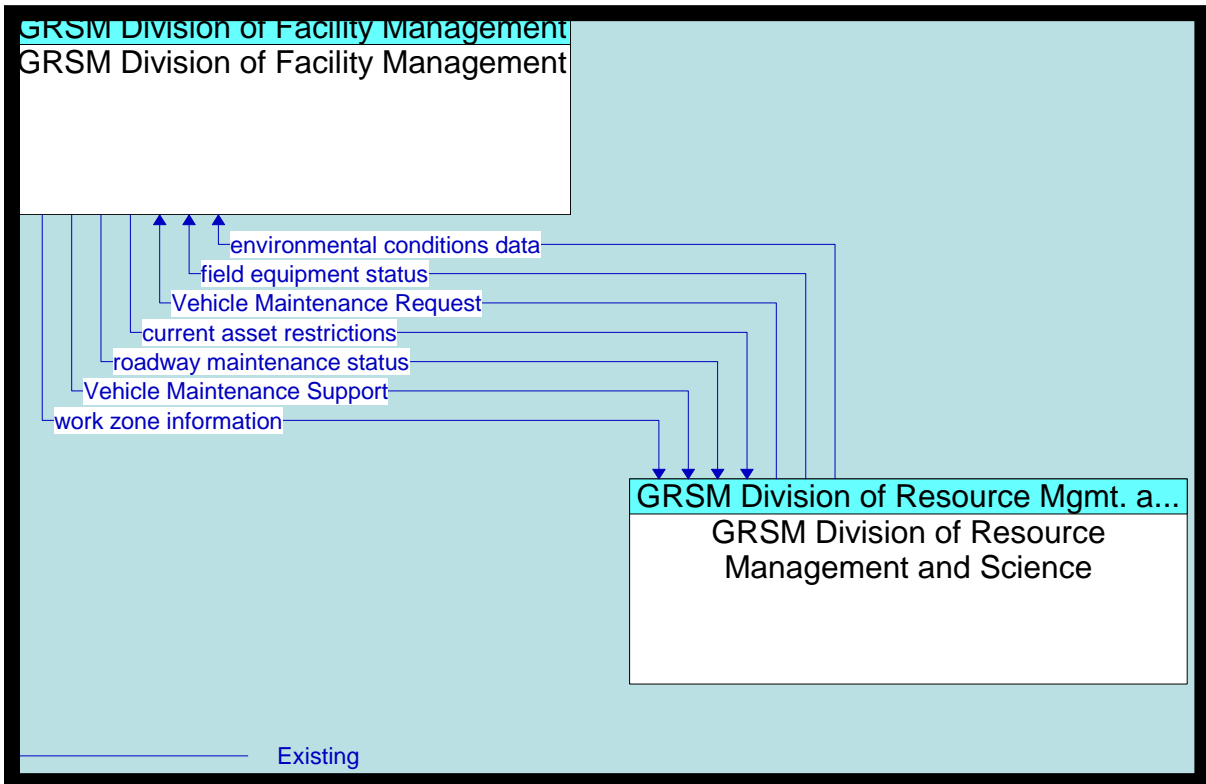 GRSM Division of Facility Management
GRSM Division of Facility Management
environmental conditions data
field equipment status
Vehicle Maintenance Request
current asset restrictions
roadway maintenance status
Vehicle Maintenance Support
work zone information
GRSM Division of Resource Mgmt. a...
GRSM Division of Resource
Management and Science
Existing